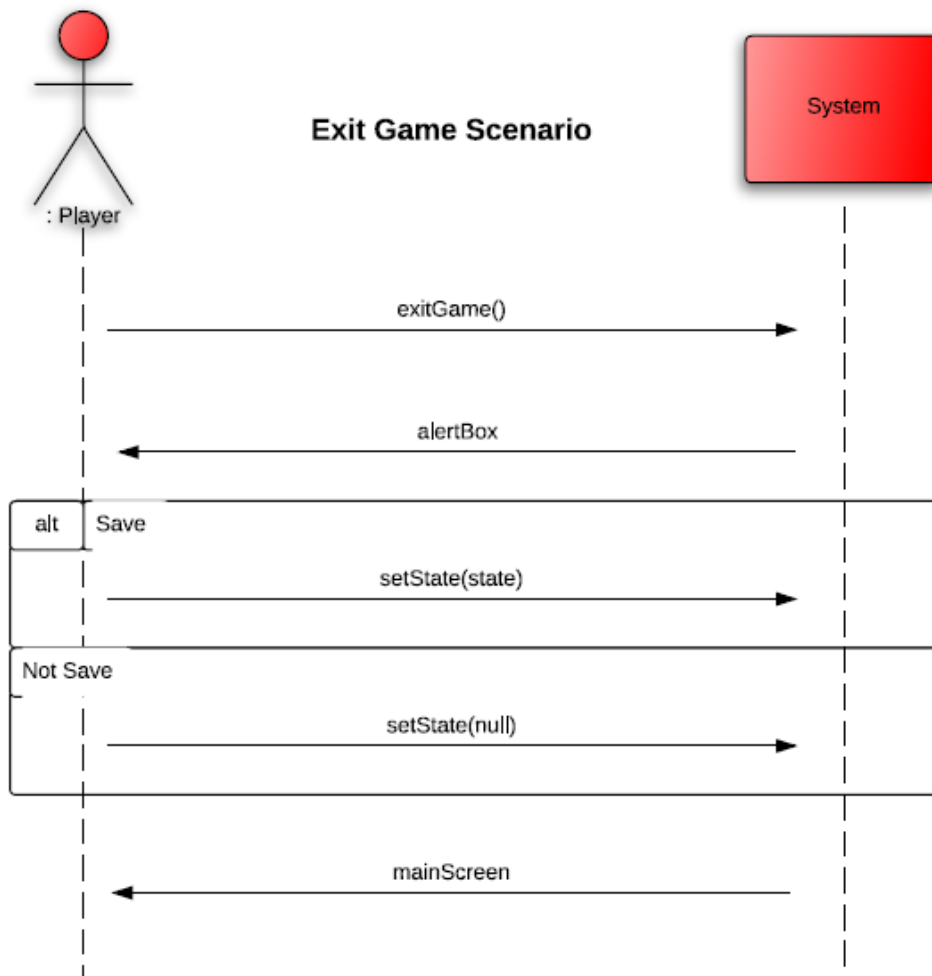 System
Exit Game Scenario
: Player
exitGame()
alertBox
alt
Save
setState(state)
Not Save
setState(null)
mainScreen